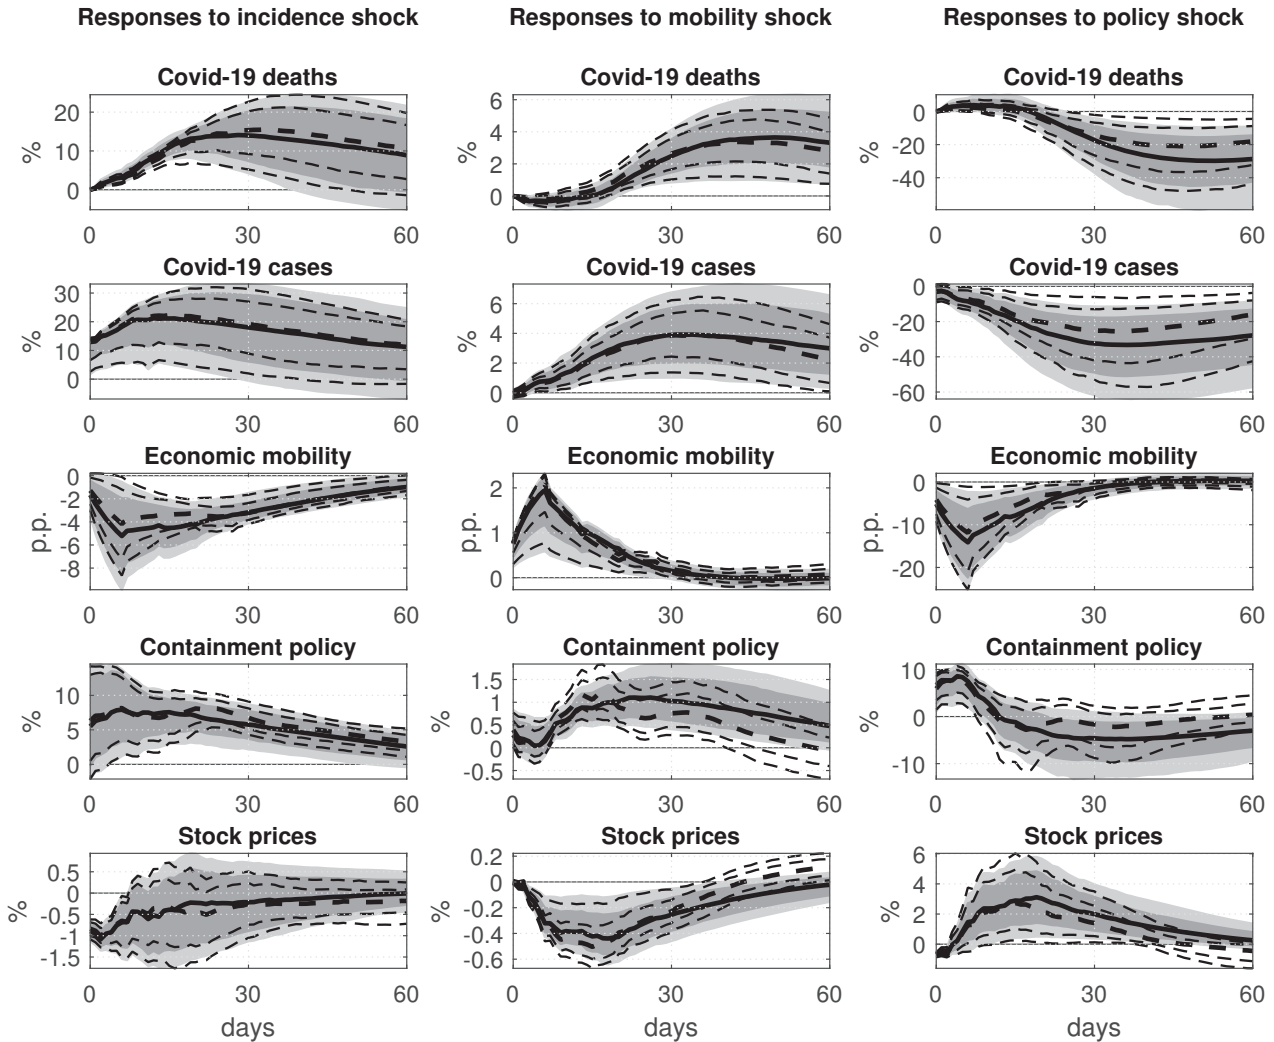 Responses to incidence shock Responses to mobility shock Responses to policy shock
Covid-19 deaths Covid-19 deaths Covid-19 deaths
20
10
0
%
0 30 60
6
4
2
0
%
0 30 60
0
-20
-40
%
0 30 60
Covid-19 cases Covid-19 cases Covid-19 cases
30
20
10
0
%
0 30 60
6
4
2
0
%
0 30 60
0
-20
-40
-60
%
0 30 60
Economic mobility Economic mobility Economic mobility
0
-2
-4
-6
-8
p.p.
0 30 60
2
1
0
p.p.
0 30 60
0
-10
-20
p.p.
0 30 60
Containment policy Containment policy Containment policy
10
5
0
%
0 30 60
1.5
1
0.5
0
-0.5
%
0 30 60
10
0
-10
%
0 30 60
Stock prices Stock prices Stock prices
0.5
0
-0.5
-1
-1.5
%
0 30 60
days
0.2
0
-0.2
-0.4
-0.6
%
0 30 60
days
6
4
2
0
%
0 30 60
days